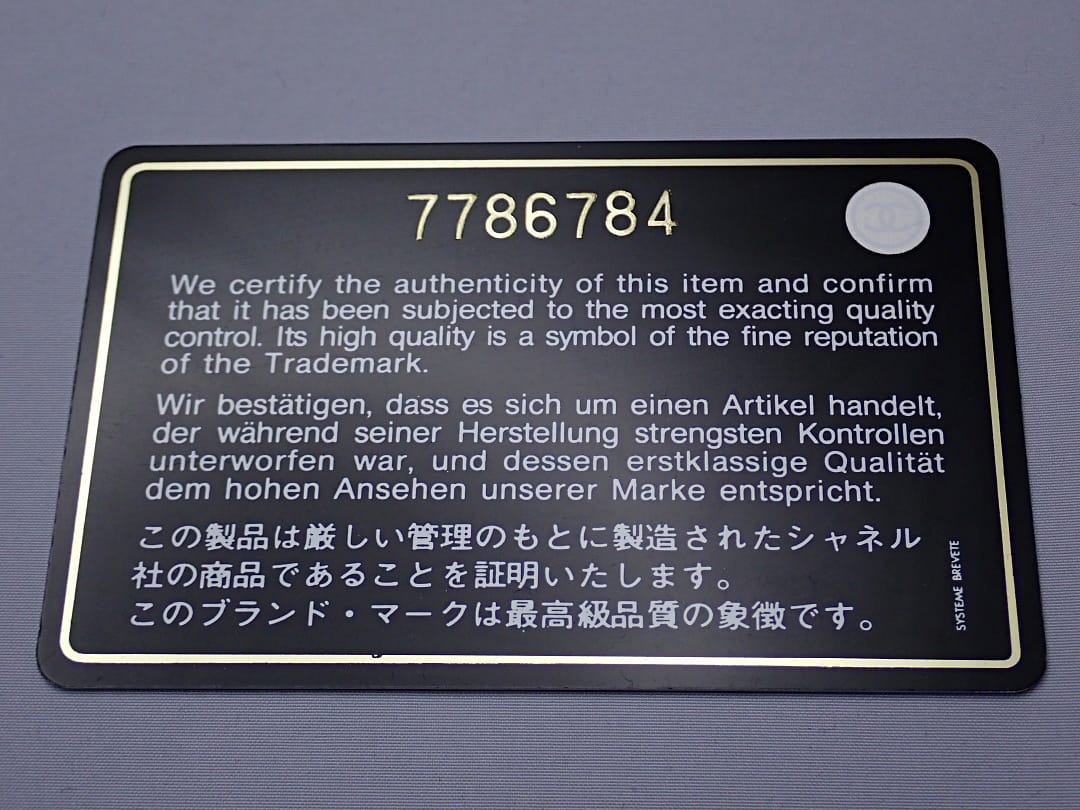 7786784
We certify the authenticity of this item and confirm
that it has been subjected to the most exacting quality
control. Its high quality is a symbol of the fine reputation
of the Trademark.
Wir bestätigen, dass es sich um einen Artikel handelt,
der während seiner Herstellung strengsten Kontrollen
unterworfen war, und dessen erstklassige Qualität
dem hohen Ansehen unserer Marke entspricht.
この製品は厳しい管理のもとに製造されたシャネル
社の商品であることを証明いたします。
このブランド・マークは最高級品質の象徴です。
SYSTEME BREVETE